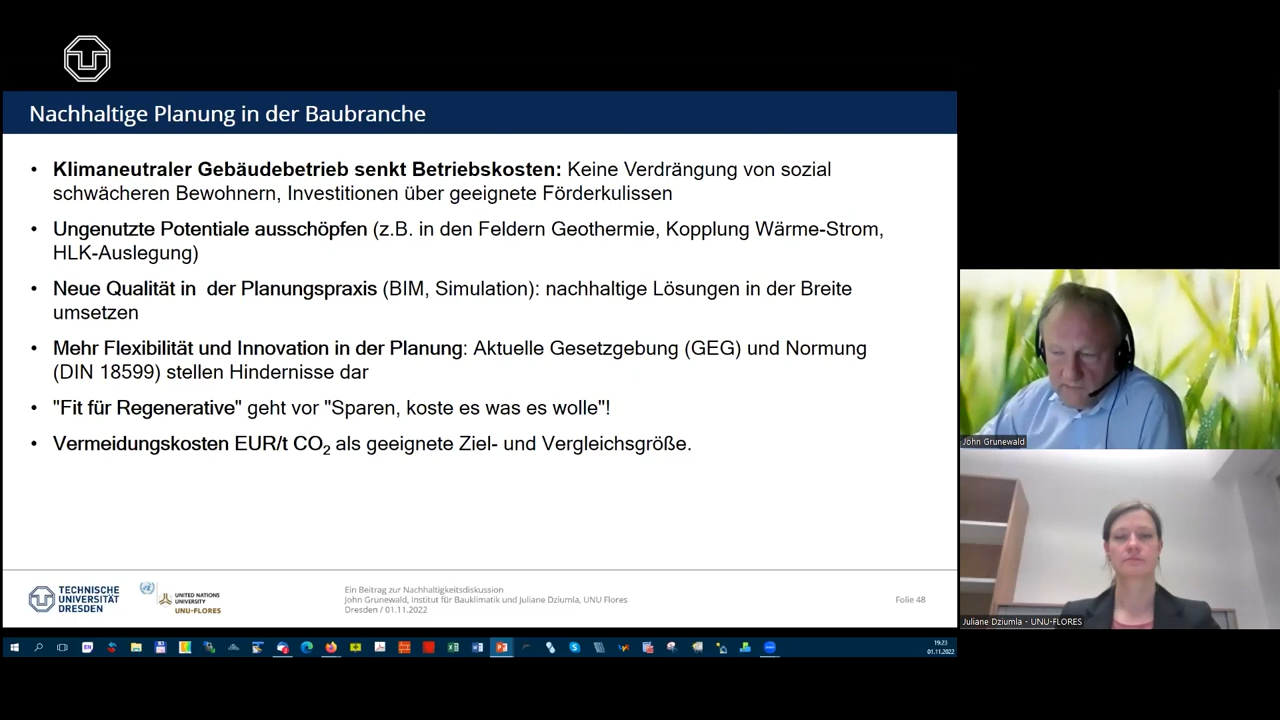 Nachhaltige Planung in der Baubranche
• Klimaneutraler Gebäudebetrieb senkt Betriebskosten: Keine Verdrängung von sozial
schwächeren Bewohnern, Investitionen über geeignete Förderkulissen
• Ungenutzte Potentiale ausschöpfen (z.B. in den Feldern Geothermie, Kopplung Wärme-Strom,
HLK-Auslegung)
• Neue Qualität in der Planungspraxis (BIM, Simulation): nachhaltige Lösungen in der Breite
umsetzen
• Mehr Flexibilität und Innovation in der Planung: Aktuelle Gesetzgebung (GEG) und Normung
(DIN 18599) stellen Hindernisse dar
• "Fit für Regenerative" geht vor "Sparen, koste es was es wolle"!
• Vermeidungskosten EUR/t CO₂ als geeignete Ziel- und Vergleichsgröße.
John Grunewald
Juliane Dziumla - UNU-FLORES
TECHNISCHE
UNIVERSITÄT
DRESDEN
UNITED NATIONS
UNIVERSITY
UNU-FLORES
Ein Beitrag zur Nachhaltigkeitsdiskussion
John Grunewald, Institut für Bauklimatik und Juliane Dziumla, UNU Flores
Dresden / 01.11.2022
Folie 48
EN
19:23
01.11.2022